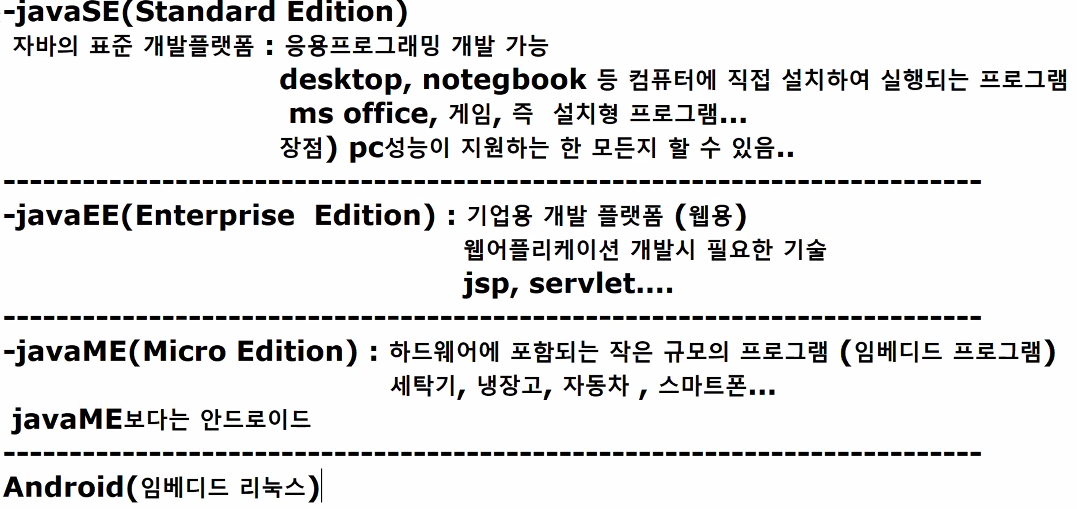 -javaSE(Standard Edition)
자바의 표준 개발플랫폼 : 응용프로그래밍 개발 가능
desktop, notegbook 등 컴퓨터에 직접 설치하여 실행되는 프로그램
ms office, 게임, 즉 설치형 프로그램...
장점) pc성능이 지원하는 한 모든지 할 수 있음..
--------------------------------------------------------------------------
-javaEE(Enterprise Edition) : 기업용 개발 플랫폼 (웹용)
웹어플리케이션 개발시 필요한 기술
jsp, servlet....
--------------------------------------------------------------------------
-javaME(Micro Edition) : 하드웨어에 포함되는 작은 규모의 프로그램 (임베디드 프로그램)
세탁기, 냉장고, 자동차 , 스마트폰...
javaME보다는 안드로이드
--------------------------------------------------------------------------
Android(임베디드 리눅스)